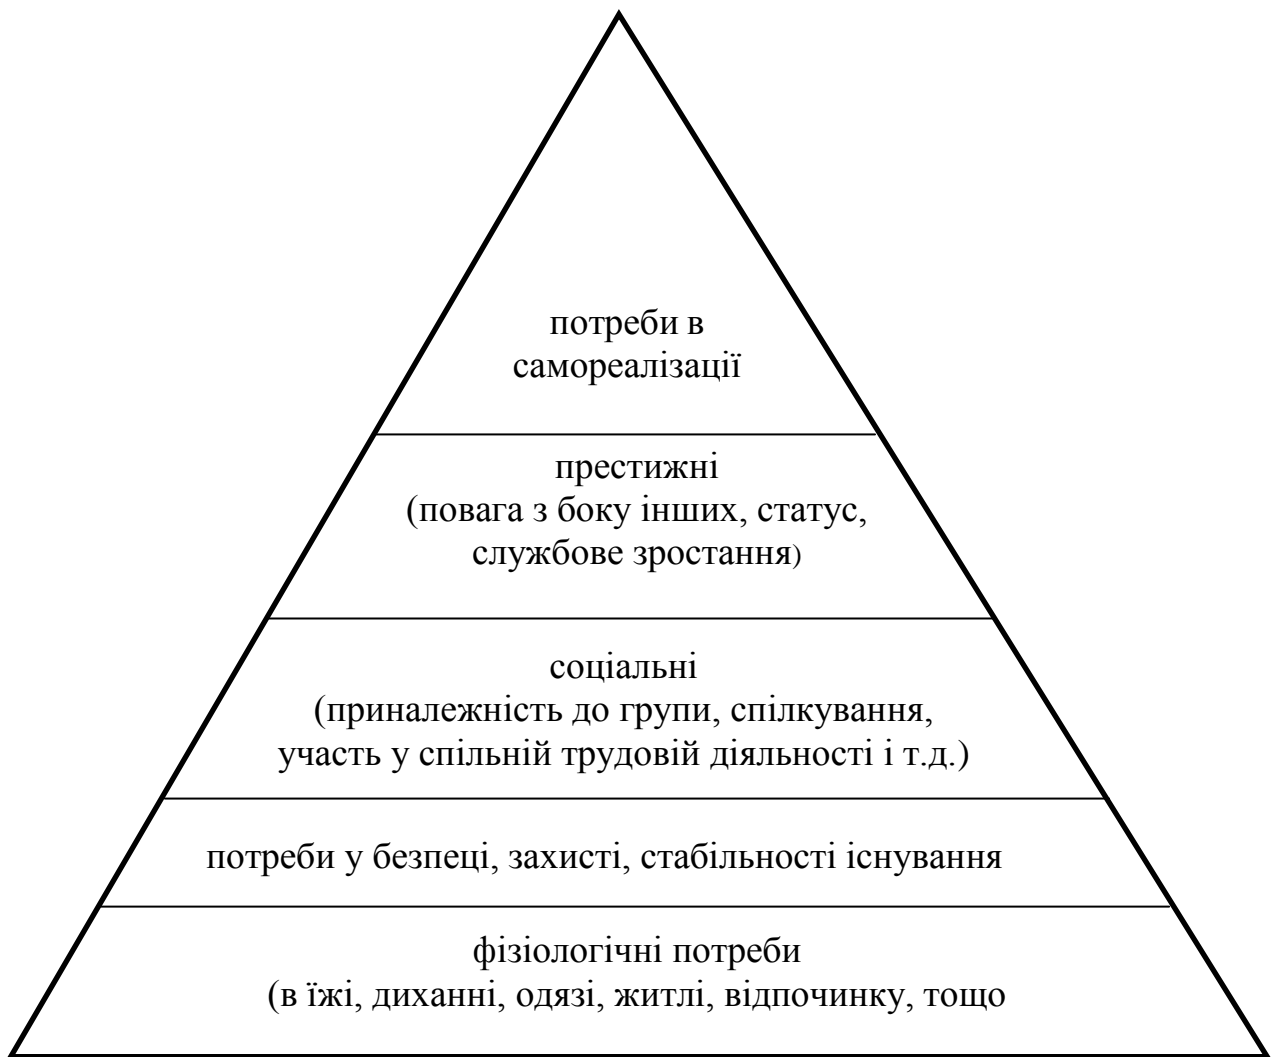 потреби в
самореалізації
престижні
(повага з боку інших, статус,
службове зростання)
соціальні
(приналежність до групи, спілкування,
участь у спільній трудовій діяльності і т.д.)
потреби у безпеці, захисті, стабільності існування
фізіологічні потреби
(в їжі, диханні, одязі, житлі, відпочинку, тощо